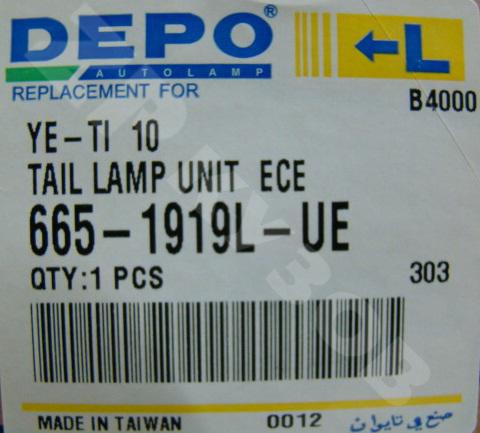 DEPO®
←L
AUTOLAMP
REPLACEMENT FOR
B4000
YE-TI 10
TAIL LAMP UNIT ECE
665-1919L-UE
QTY:1 PCS
303
MADE IN TAIWAN 0012 صنع في تايوان